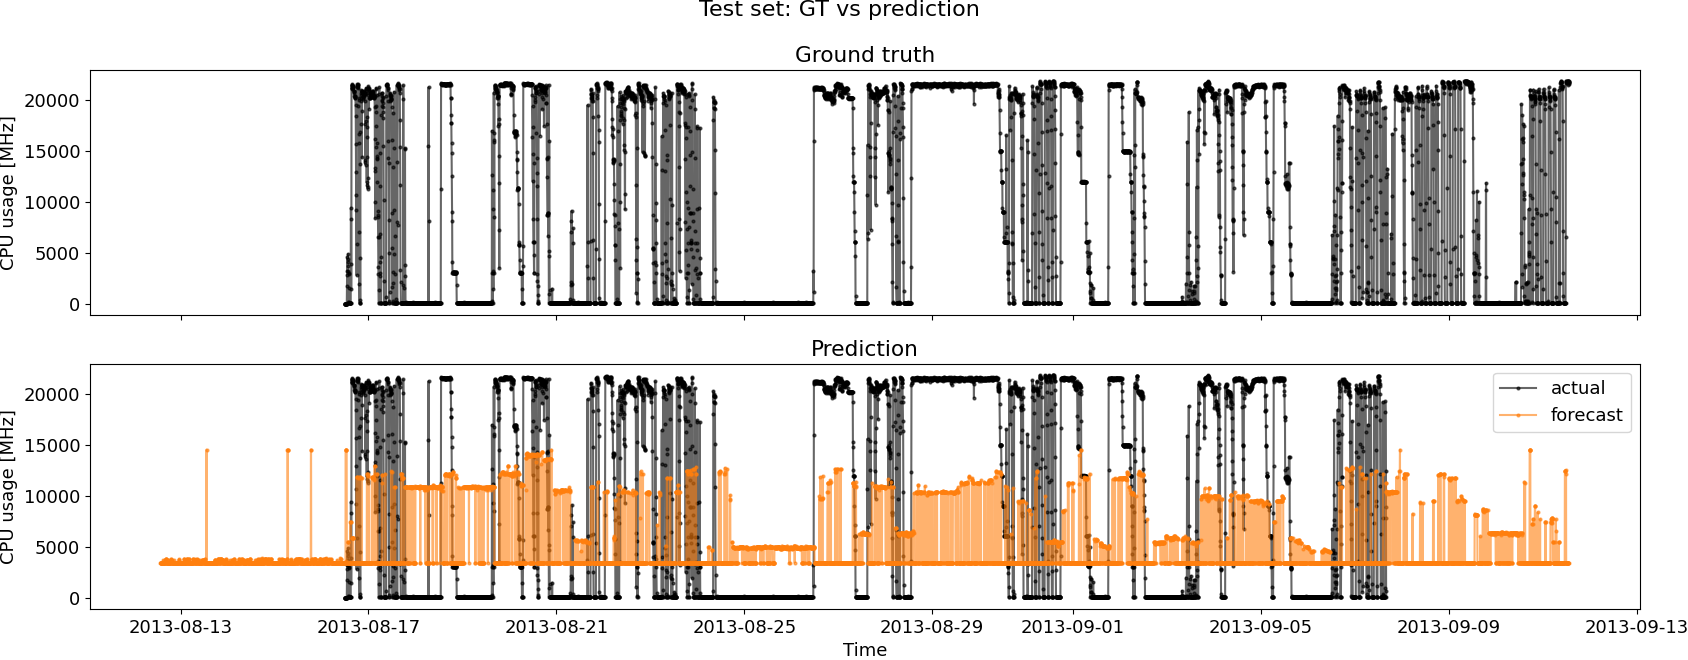 Test set: GT vs prediction
Ground truth
CPU usage [MHz]
20000
15000
10000
5000
0
Prediction
CPU usage [MHz]
20000
15000
10000
5000
0
actual
forecast
2013-08-13 2013-08-17 2013-08-21 2013-08-25 2013-08-29 2013-09-01 2013-09-05 2013-09-09 2013-09-13
Time